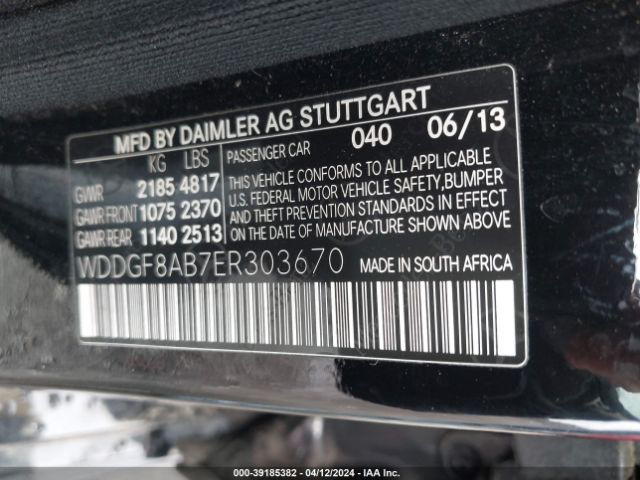 MFD BY DAIMLER AG STUTTGART
KG LBS
GVWR 2185 4817
GAWR FRONT 1075 2370
GAWR REAR 1140 2513
PASSENGER CAR 040 06/13
THIS VEHICLE CONFORMS TO ALL APPLICABLE
U.S. FEDERAL MOTOR VEHICLE SAFETY, BUMPER
AND THEFT PREVENTION STANDARDS IN EFFECT
ON DATE OF MANUFACTURE SHOWN ABOVE
WDDGF8AB7ER303670 MADE IN SOUTH AFRICA
000-39185382 - 04/12/2024 - IAA Inc.